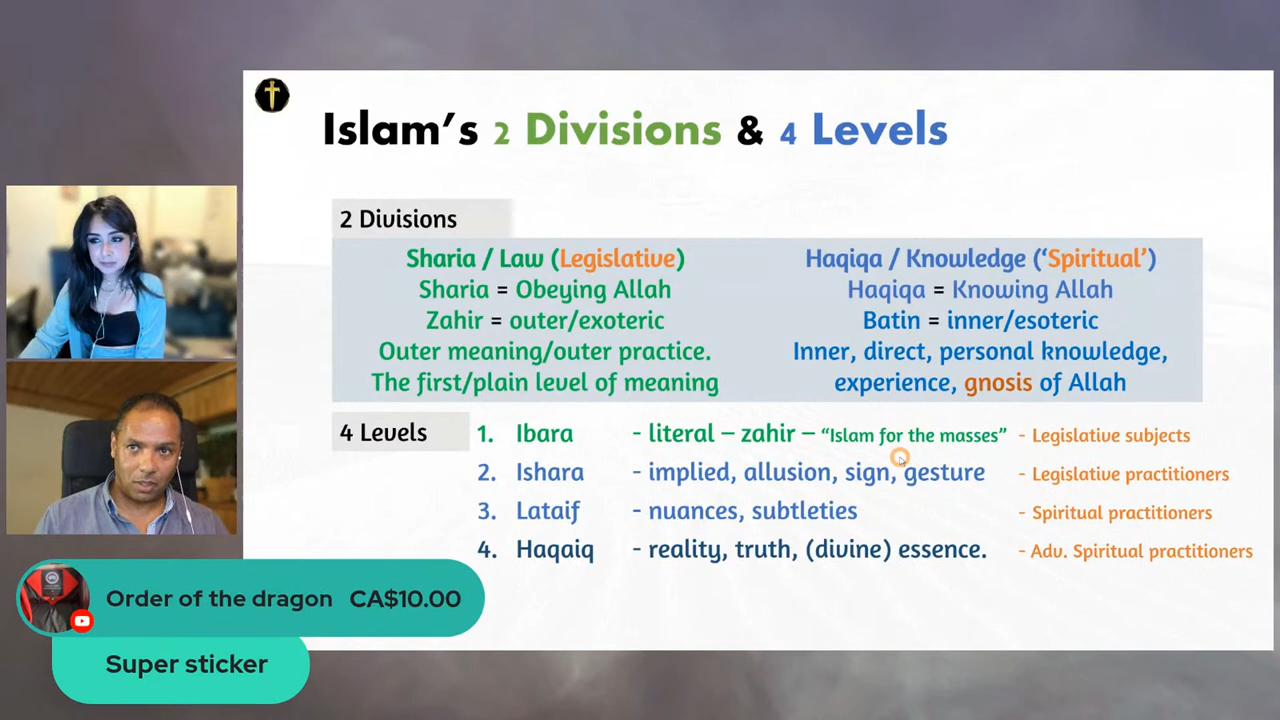 Islam's 2 Divisions & 4 Levels
2 Divisions
Sharia / Law (Legislative)
Sharia = Obeying Allah
Zahir = outer/exoteric
Outer meaning/outer practice.
The first/plain level of meaning
Haqiqa / Knowledge ('Spiritual')
Haqiqa = Knowing Allah
Batin = inner/esoteric
Inner, direct, personal knowledge,
experience, gnosis of Allah
4 Levels
1. Ibara - literal – zahir – “Islam for the masses” - Legislative subjects
2. Ishara - implied, allusion, sign, gesture - Legislative practitioners
3. Lataif - nuances, subtleties - Spiritual practitioners
4. Haqaiq - reality, truth, (divine) essence. - Adv. Spiritual practitioners
Order of the dragon CA$10.00
Super sticker